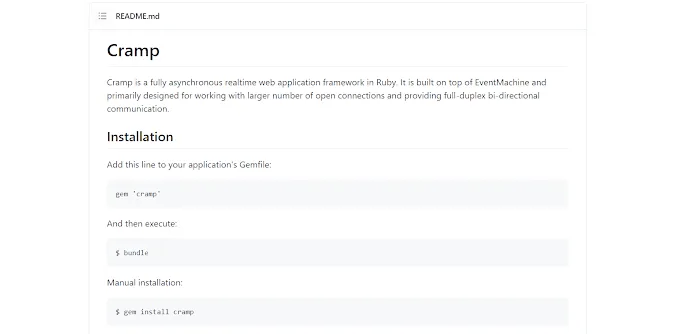 README.md
Cramp
Cramp is a fully asynchronous realtime web application framework in Ruby. It is built on top of EventMachine and
primarily designed for working with larger number of open connections and providing full-duplex bi-directional
communication.
Installation
Add this line to your application's Gemfile:
gem 'cramp'
And then execute:
$ bundle
Manual installation:
$ gem install cramp